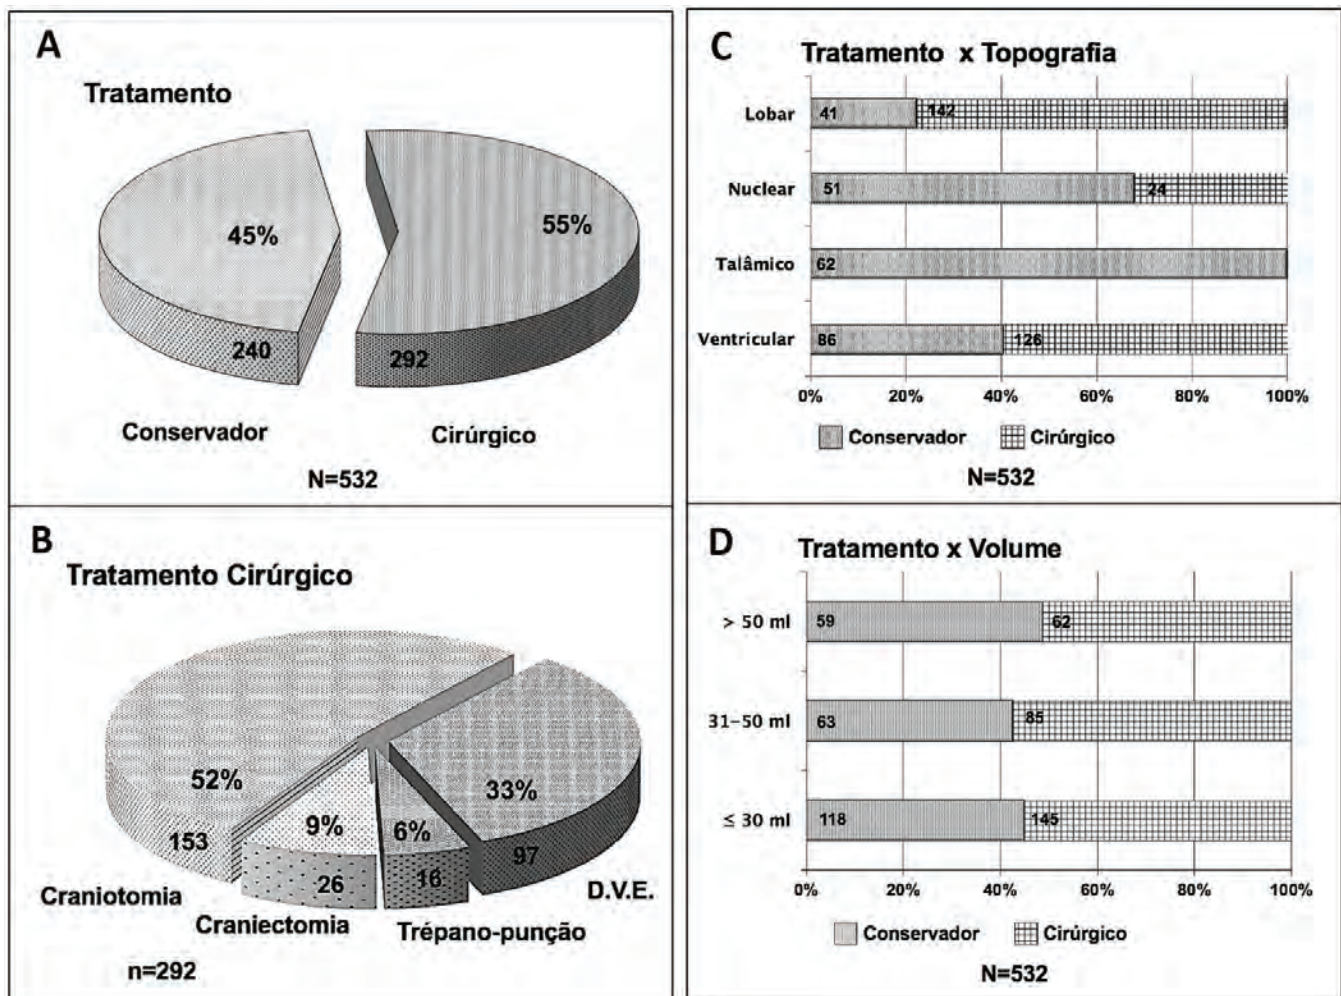 A
Tratamento
45%
55%
240
292
Conservador
Cirúrgico
N=532
B
Tratamento Cirúrgico
52%
33%
9%
6%
153
97
26
16
D.V.E.
Craniotomia
Craniectomia
Trépano-punção
n=292
C
Tratamento x Topografia
Lobar
41
142
Nuclear
51
24
Talâmico
62
Ventricular
86
126
0%
20%
40%
60%
80%
100%
Conservador
Cirúrgico
N=532
D
Tratamento x Volume
> 50 ml
59
62
31-50 ml
63
85
≤ 30 ml
118
145
0%
20%
40%
60%
80%
100%
Conservador
Cirúrgico
N=532